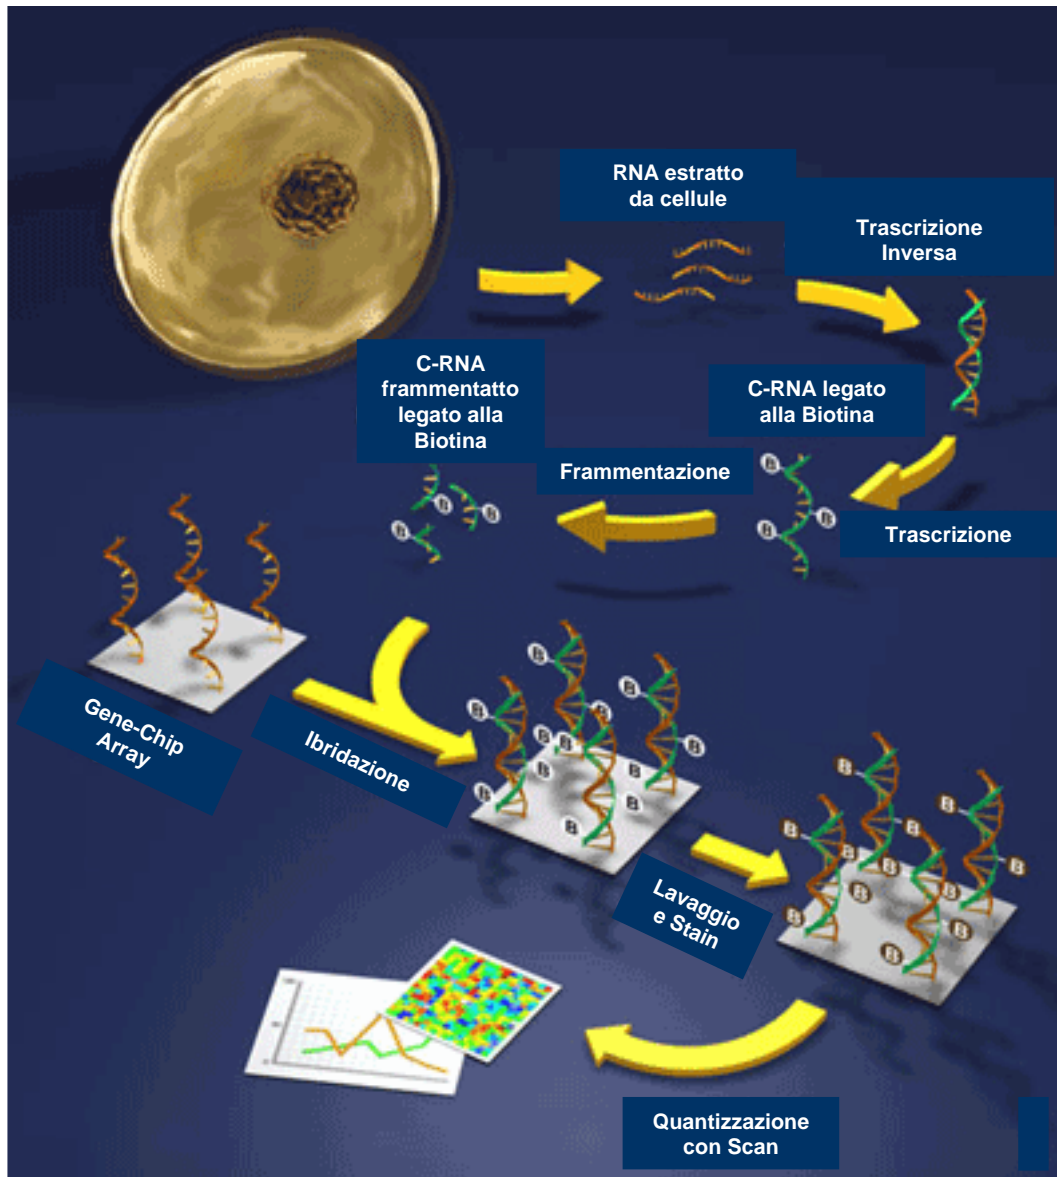 RNA estratto
da cellule
Trascrizione
Inversa
C-RNA
frammentatto
legato alla
Biotina
C-RNA legato
alla Biotina
Frammentazione
Trascrizione
B
B
B
B
B
B
Gene-Chip
Array
Ibridazione
B
B
B
B
B
B
B
B
B
B
B
B
Lavaggio
e Stain
B
B
B
B
B
B
B
B
B
B
B
B
Quantizzazione
con Scan